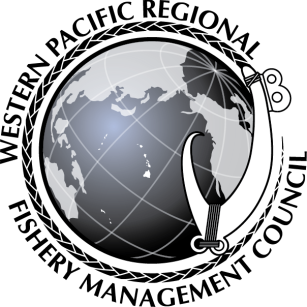 WESTERN PACIFIC REGIONAL
FISHERY MANAGEMENT COUNCIL